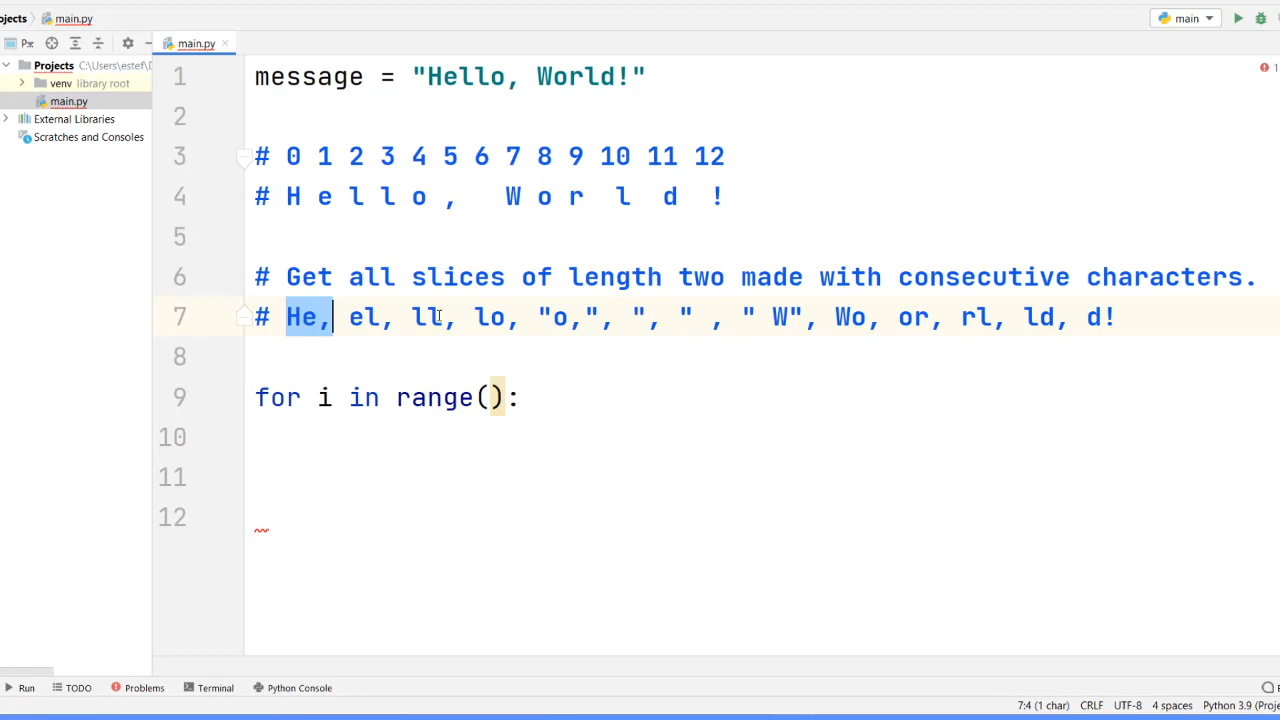 ojects main.py main
Projects C:\Users\estef\D
venv library root
main.py
External Libraries
Scratches and Consoles
main.py
1 message = "Hello, World!" 1
2
3 # 0 1 2 3 4 5 6 7 8 9 10 11 12
4 # H e l l o , W o r l d !
5
6 # Get all slices of length two made with consecutive characters.
7 # He, el, ll, lo, "o,", ", " , " W", Wo, or, rl, ld, d!
8
9 for i in range():
10
11
12
Run TODO Problems Terminal Python Console
7:4 (1 char) CRLF UTF-8 4 spaces Python 3.9 (Proje